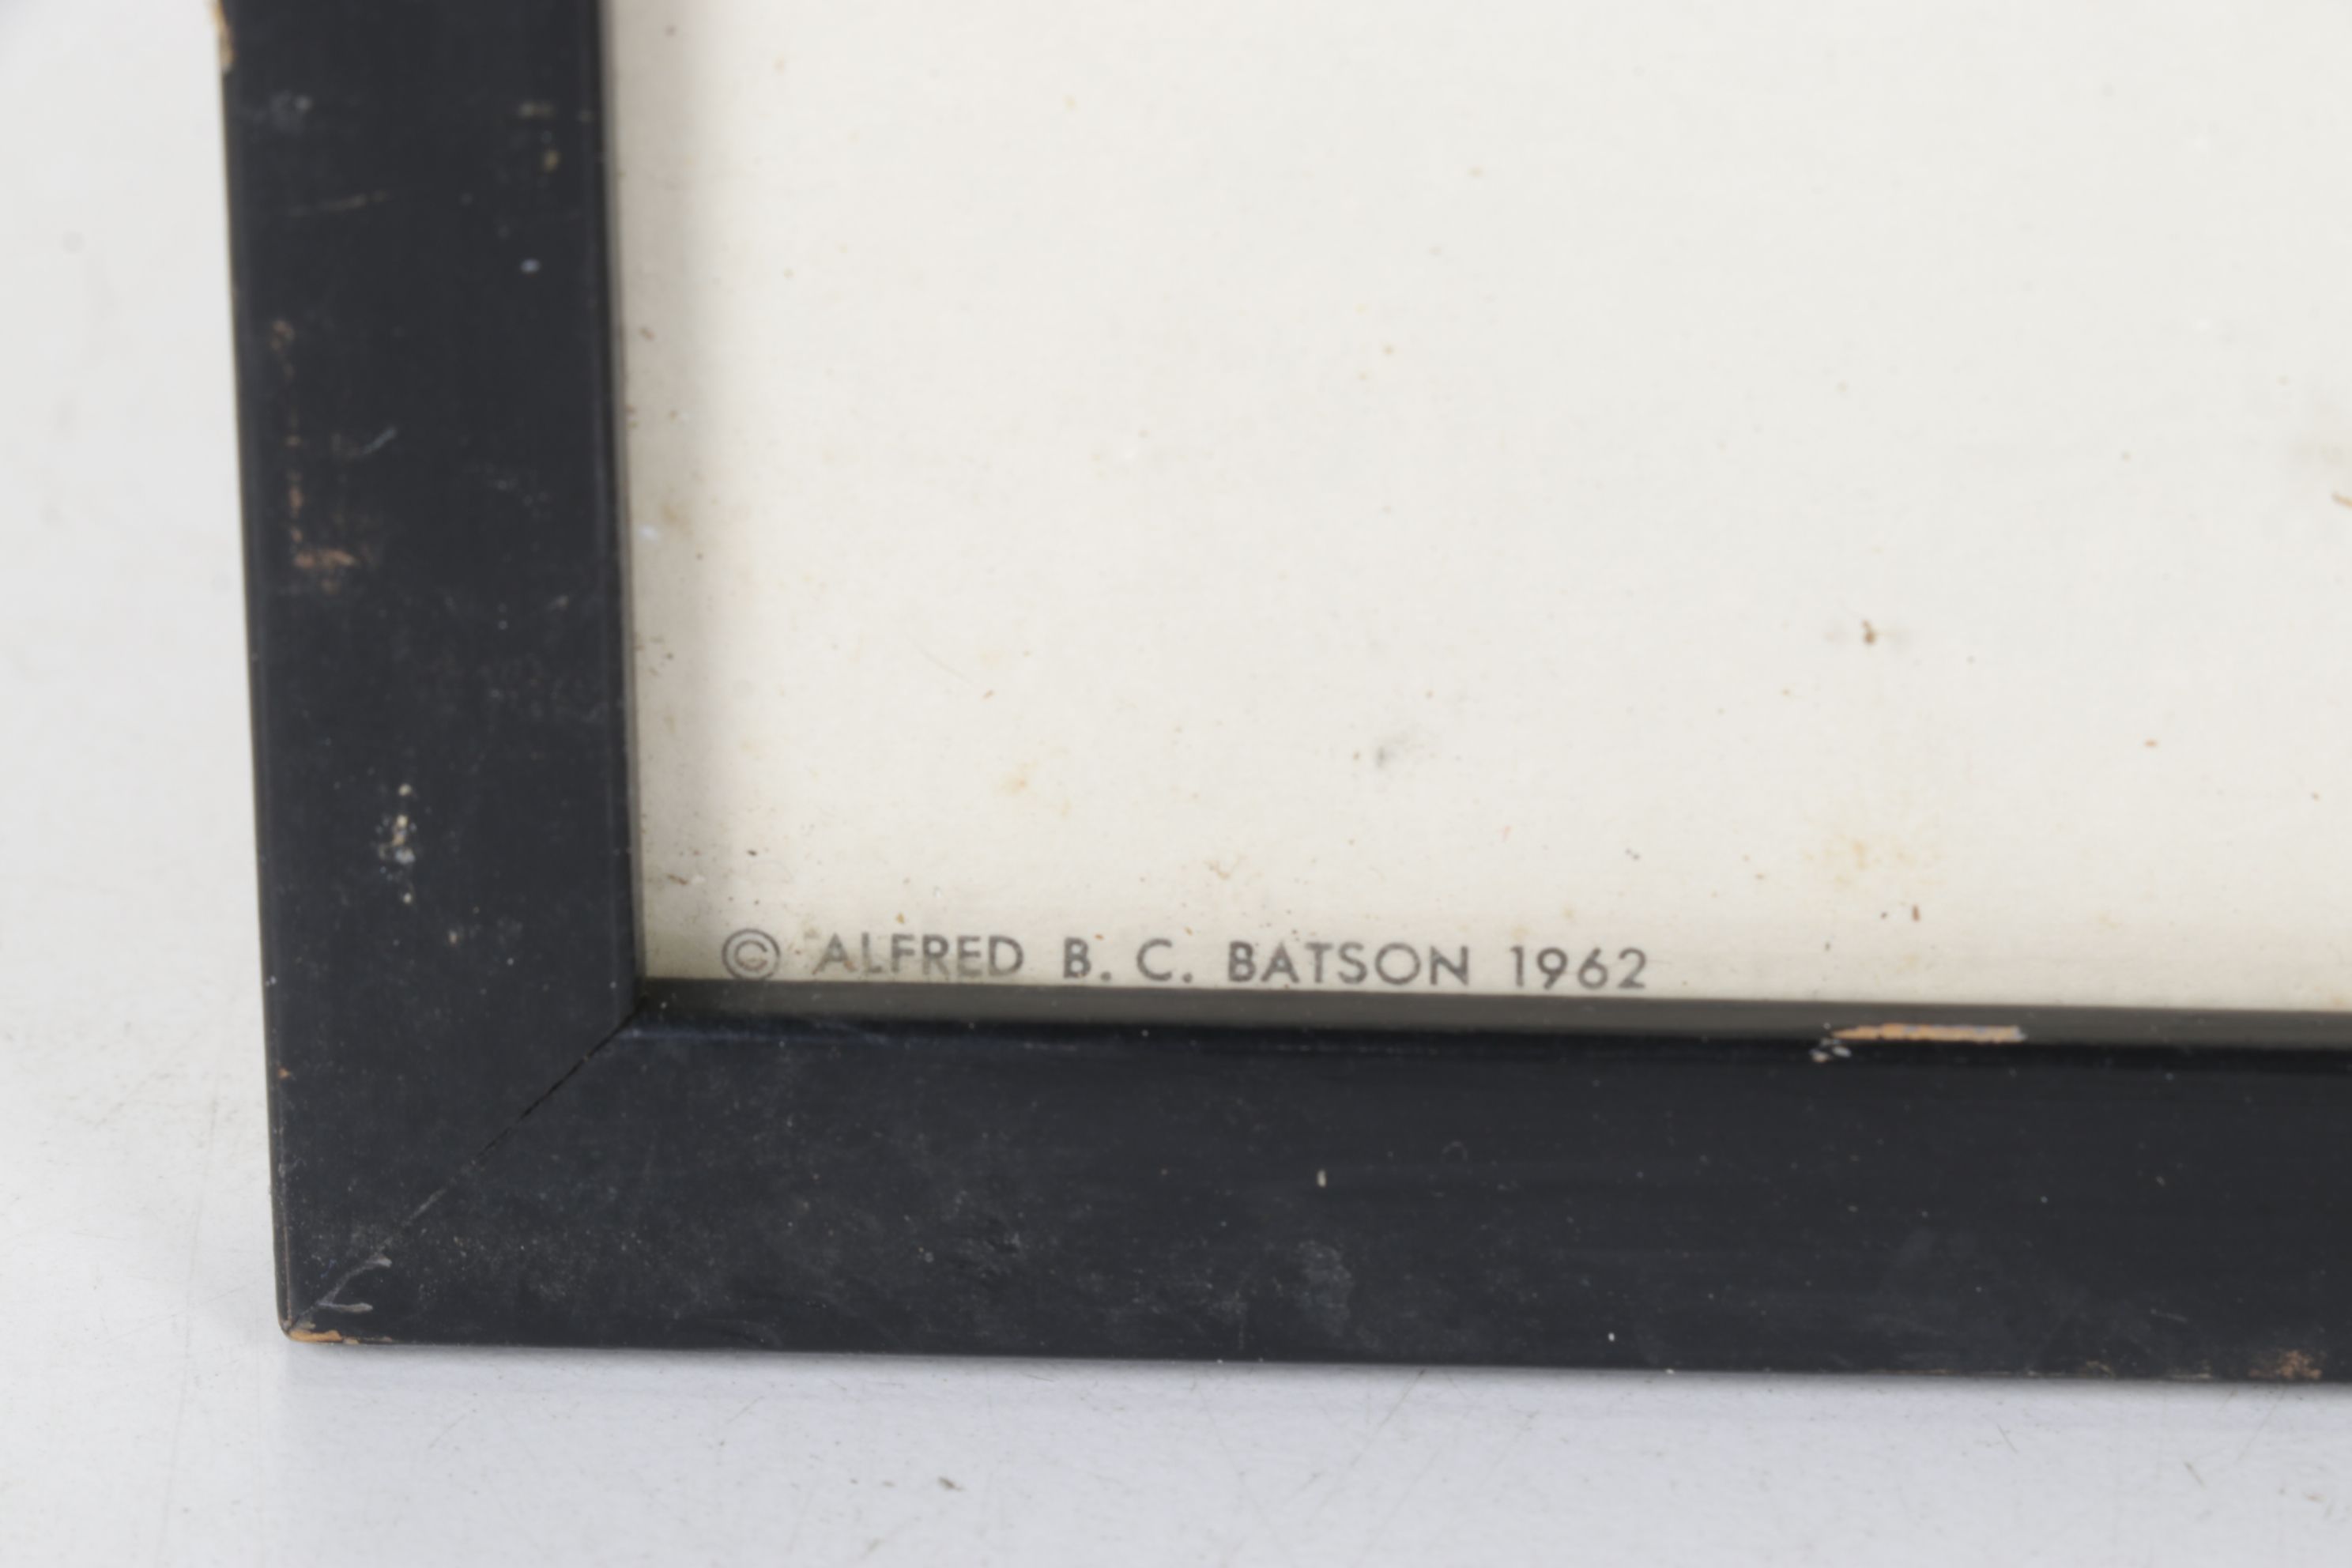 © ALFRED B. C. BATSON 1962